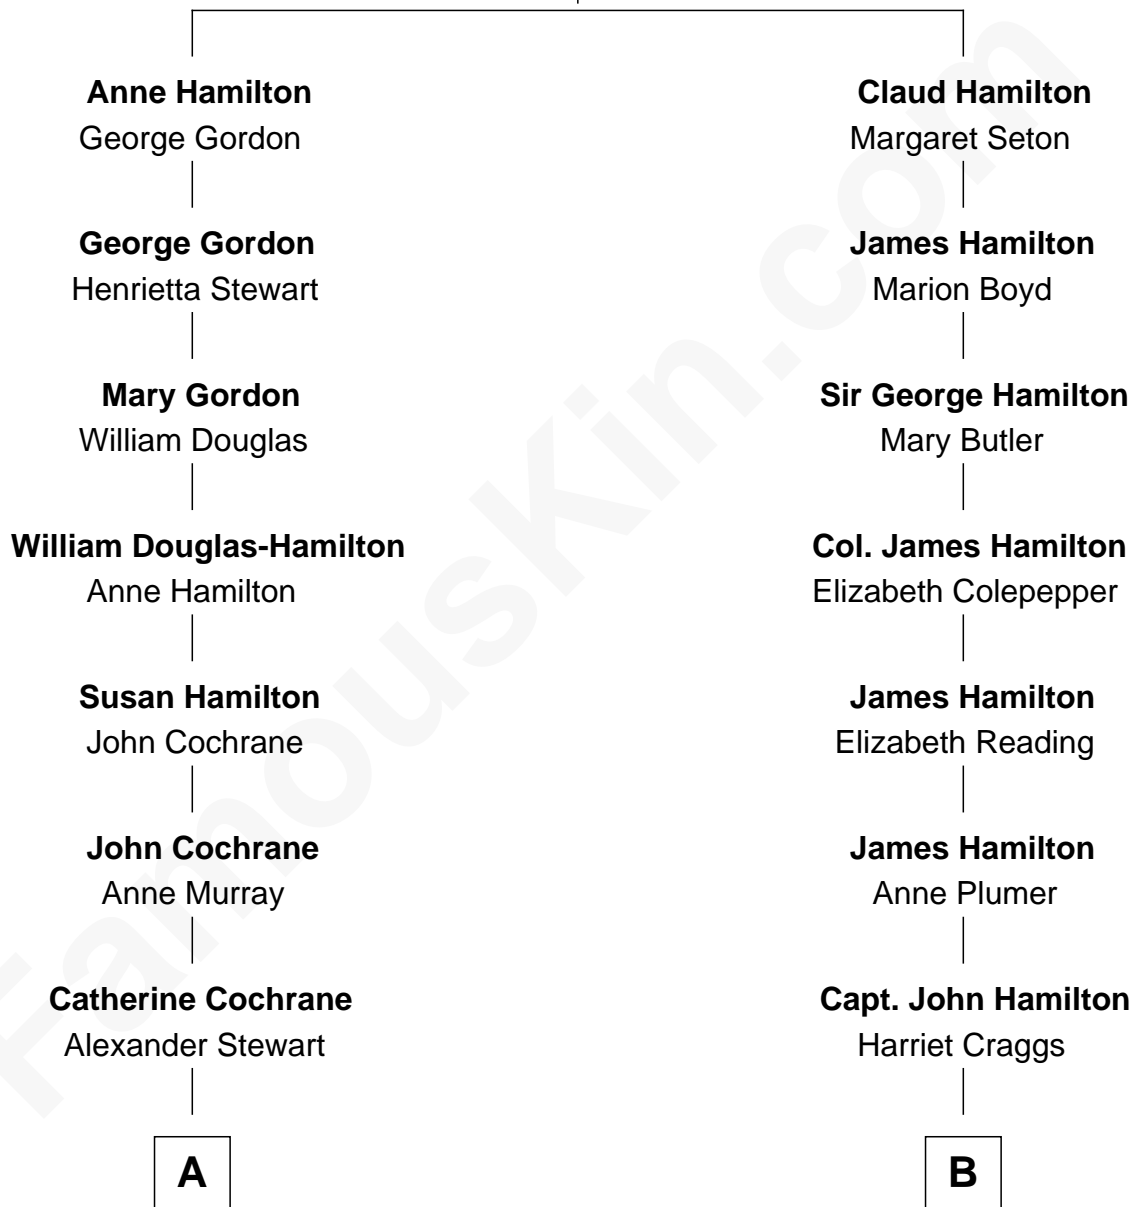 Anne Hamilton
George Gordon
George Gordon
Henrietta Stewart
Mary Gordon
William Douglas
William Douglas-Hamilton
Anne Hamilton
Susan Hamilton
John Cochrane
John Cochrane
Anne Murray
Catherine Cochrane
Alexander Stewart
A
Claud Hamilton
Margaret Seton
James Hamilton
Marion Boyd
Sir George Hamilton
Mary Butler
Col. James Hamilton
Elizabeth Colepepper
James Hamilton
Elizabeth Reading
James Hamilton
Anne Plumer
Capt. John Hamilton
Harriet Craggs
B
FamousKin.com